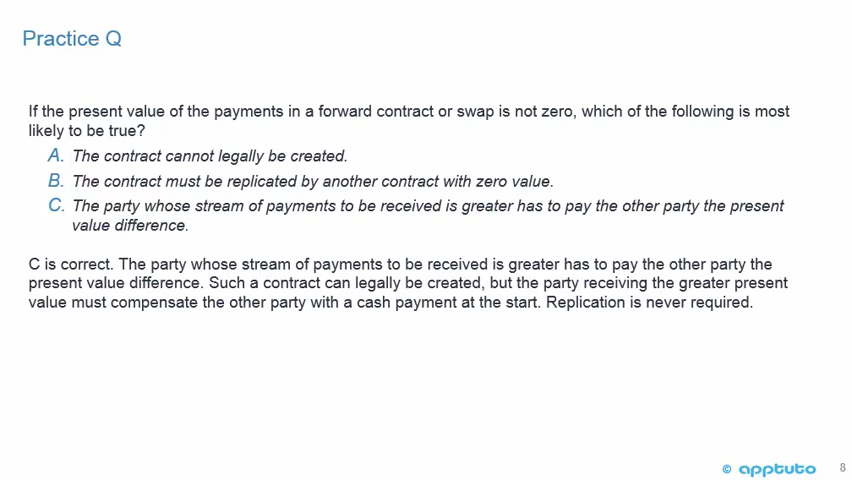 Practice Q
If the present value of the payments in a forward contract or swap is not zero, which of the following is most
likely to be true?
A. The contract cannot legally be created.
B. The contract must be replicated by another contract with zero value.
C. The party whose stream of payments to be received is greater has to pay the other party the present
value difference.
C is correct. The party whose stream of payments to be received is greater has to pay the other party the
present value difference. Such a contract can legally be created, but the party receiving the greater present
value must compensate the other party with a cash payment at the start. Replication is never required.
© apptuto 8